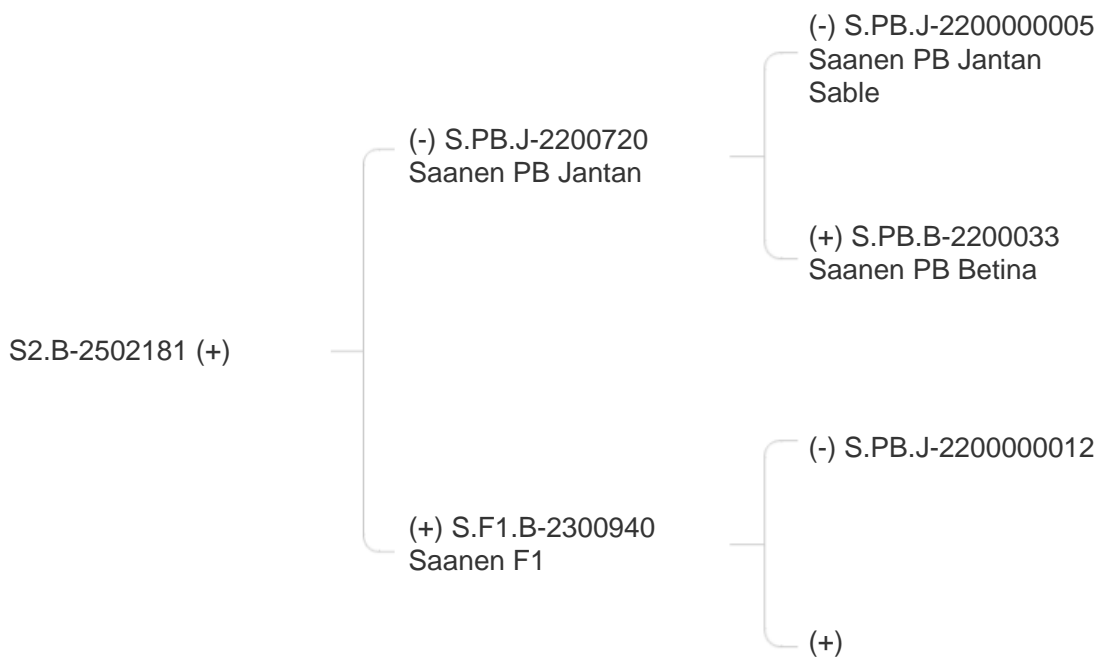 (-) S.PB.J-2200000005
Saanen PB Jantan
Sable
(-) S.PB.J-2200720
Saanen PB Jantan
(+) S.PB.B-2200033
Saanen PB Betina
S2.B-2502181 (+)
(-) S.PB.J-2200000012
(+) S.F1.B-2300940
Saanen F1
(+)